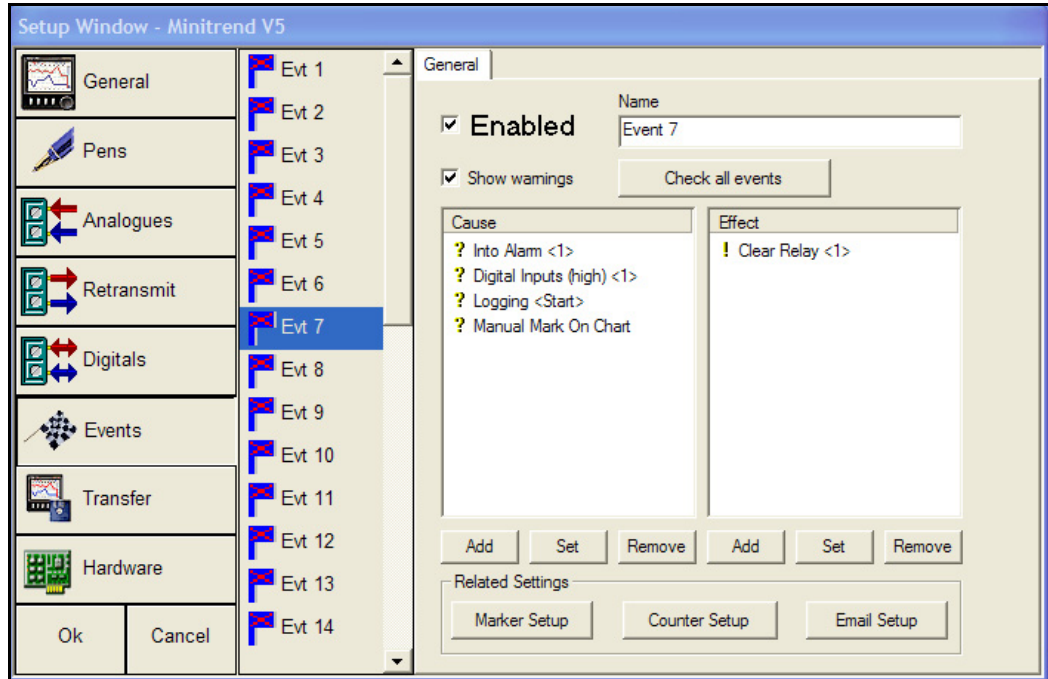 Setup Window - Minitrend V5
General
Pens
Analogues
Retransmit
Digitals
Events
Transfer
Hardware
Ok
Cancel
Evt 1
Evt 2
Evt 3
Evt 4
Evt 5
Evt 6
Evt 7
Evt 8
Evt 9
Evt 10
Evt 11
Evt 12
Evt 13
Evt 14
General
Enabled
Name
Event 7
Show warnings
Check all events
Cause
? Into Alarm <1>
? Digital Inputs (high) <1>
? Logging <Start>
? Manual Mark On Chart
Effect
! Clear Relay <1>
Add Set Remove Add Set Remove
Related Settings
Marker Setup Counter Setup Email Setup